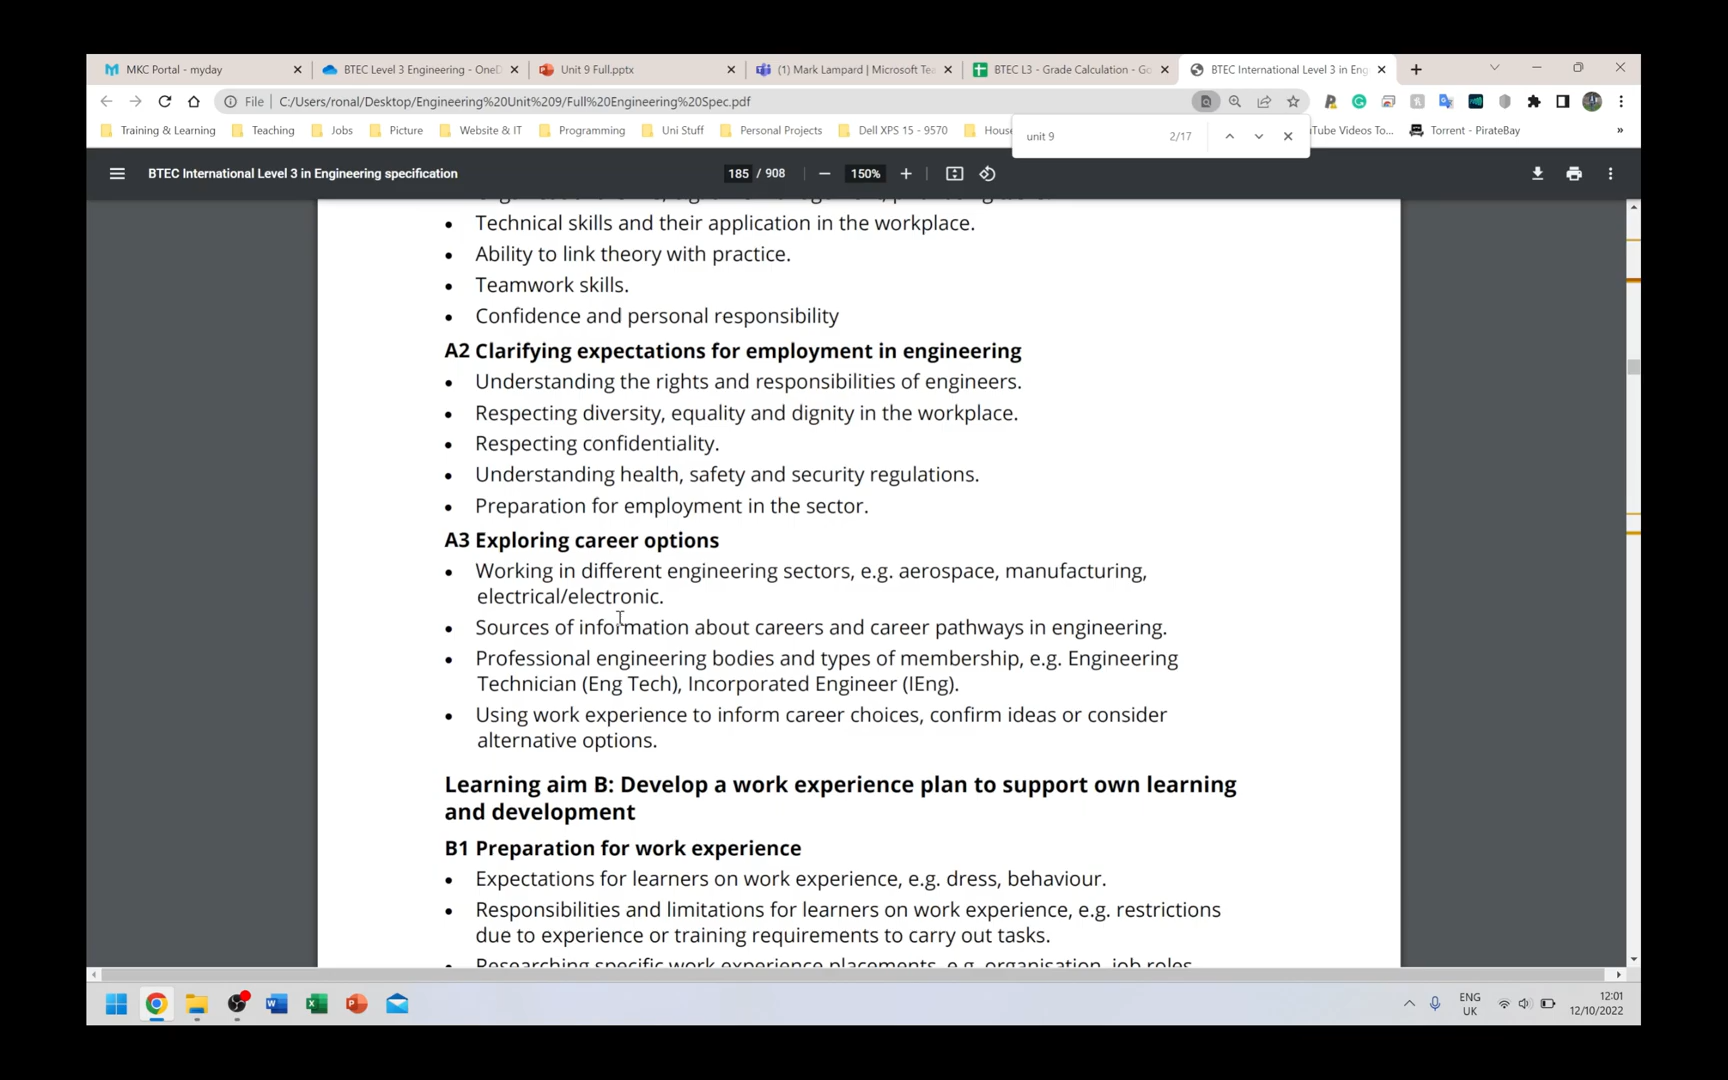 MKC Portal - myday
BTEC Level 3 Engineering - OneD
Unit 9 Full.pptx
(1) Mark Lampard | Microsoft Tea
BTEC L3 - Grade Calculation - Go
BTEC International Level 3 in Eng
File | C:/Users/ronal/Desktop/Engineering%20Unit%209/Full%20Engineering%20Spec.pdf
Training & Learning
Teaching
Jobs
Picture
Website & IT
Programming
Uni Stuff
Personal Projects
Dell XPS 15 - 9570
Hous
Tube Videos To...
Torrent - PirateBay
»
unit 9 2/17
BTEC International Level 3 in Engineering specification
185 / 908
150%
• Technical skills and their application in the workplace.
• Ability to link theory with practice.
• Teamwork skills.
• Confidence and personal responsibility
A2 Clarifying expectations for employment in engineering
• Understanding the rights and responsibilities of engineers.
• Respecting diversity, equality and dignity in the workplace.
• Respecting confidentiality.
• Understanding health, safety and security regulations.
• Preparation for employment in the sector.
A3 Exploring career options
• Working in different engineering sectors, e.g. aerospace, manufacturing,
electrical/electronic.
• Sources of information about careers and career pathways in engineering.
• Professional engineering bodies and types of membership, e.g. Engineering
Technician (Eng Tech), Incorporated Engineer (IEng).
• Using work experience to inform career choices, confirm ideas or consider
alternative options.
Learning aim B: Develop a work experience plan to support own learning
and development
B1 Preparation for work experience
• Expectations for learners on work experience, e.g. dress, behaviour.
• Responsibilities and limitations for learners on work experience, e.g. restrictions
due to experience or training requirements to carry out tasks.
• Researching specific work experience placements, e.g. organisation, job roles
ENG
UK
12:01
12/10/2022